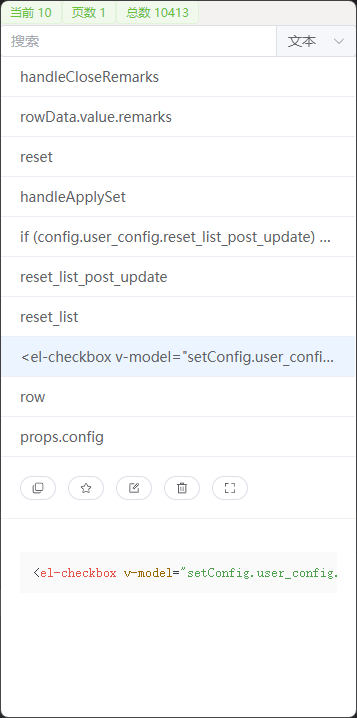 当前 10 页数 1 总数 10413
搜索 文本
handleCloseRemarks
rowData.value.remarks
reset
handleApplySet
if (config.user_config.reset_list_post_update) ...
reset_list_post_update
reset_list
<el-checkbox v-model="setConfig.user_confi...
row
props.config
<el-checkbox v-model="setConfig.user_config.